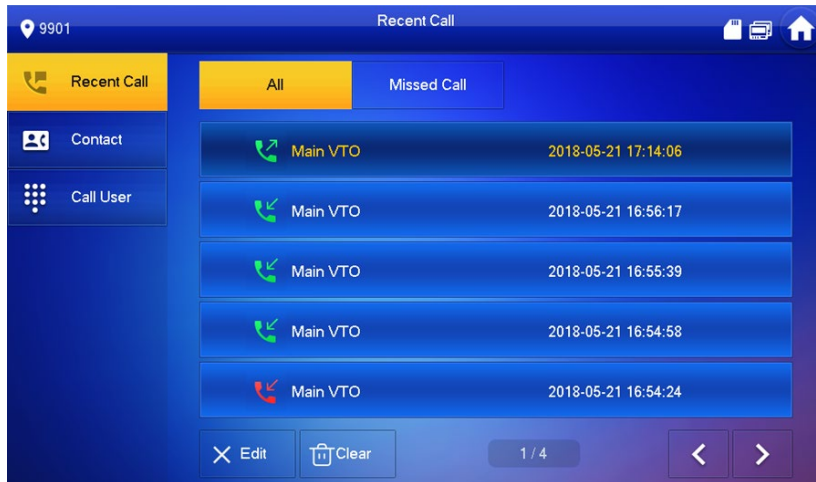 9901
Recent Call
Recent Call
Contact
Call User
All
Missed Call
Main VTO 2018-05-21 17:14:06
Main VTO 2018-05-21 16:56:17
Main VTO 2018-05-21 16:55:39
Main VTO 2018-05-21 16:54:58
Main VTO 2018-05-21 16:54:24
Edit
Clear
1 / 4